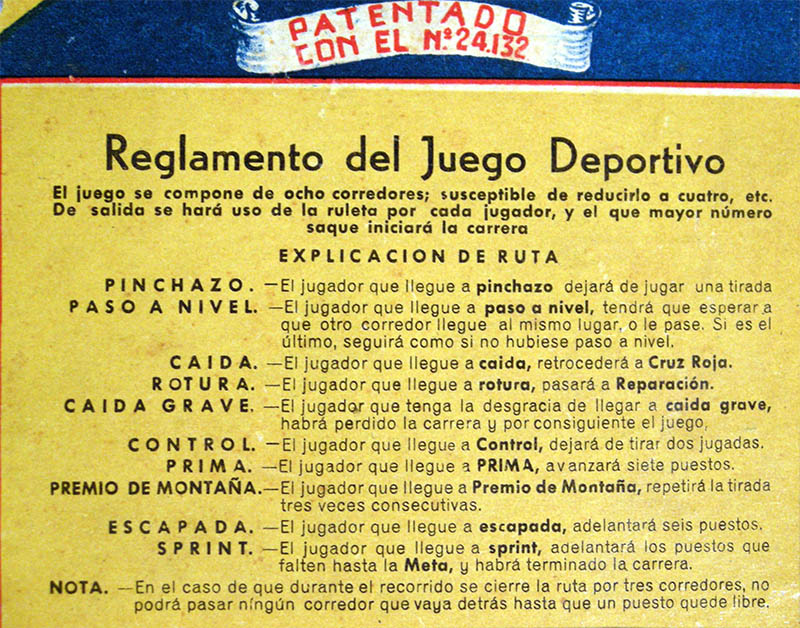 PATENTADO
CON EL Nº 24.132
Reglamento del Juego Deportivo
El juego se compone de ocho corredores; susceptible de reducirlo a cuatro, etc.
De salida se hará uso de la ruleta por cada jugador, y el que mayor número
saque iniciará la carrera
EXPLICACION DE RUTA
PINCHAZO. —El jugador que llegue a pinchazo dejará de jugar una tirada
PASO A NIVEL. —El jugador que llegue a paso a nivel, tendrá que esperar a
que otro corredor llegue al mismo lugar, o le pase. Si es el
último, seguirá como si no hubiese paso a nivel.
CAIDA. —El jugador que llegue a caida, retrocederá a Cruz Roja.
ROTURA. —El jugador que llegue a rotura, pasará a Reparación.
CAIDA GRAVE. —El jugador que tenga la desgracia de llegar a caida grave,
habrá perdido la carrera y por consiguiente el juego.
CONTROL. —El jugador que llegue a Control, dejará de tirar dos jugadas.
PRIMA. —El jugador que llegue a PRIMA, avanzará siete puestos.
PREMIO DE MONTAÑA. —El jugador que llegue a Premio de Montaña, repetirá la tirada
tres veces consecutivas.
ESCAPADA. —El jugador que llegue a escapada, adelantará seis puestos.
SPRINT. —El jugador que llegue a sprint, adelantará los puestos que
falten hasta la Meta, y habrá terminado la carrera.
NOTA. —En el caso de que durante el recorrido se cierre la ruta por tres corredores, no
podrá pasar ningún corredor que vaya detrás hasta que un puesto quede libre.